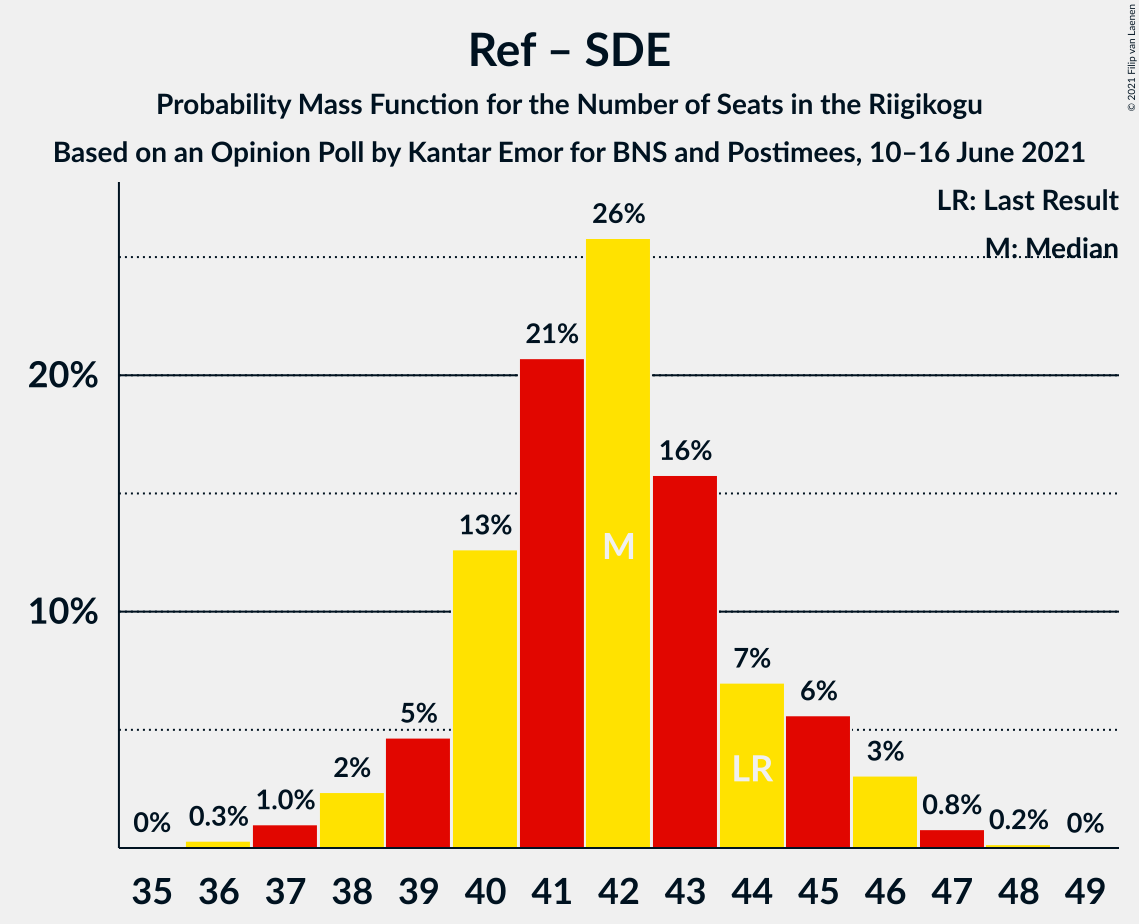 Ref – SDE
Probability Mass Function for the Number of Seats in the Riigikogu
Based on an Opinion Poll by Kantar Emor for BNS and Postimees, 10–16 June 2021
© 2021 Filip van Laenen
LR: Last Result
M: Median
26%
21%
20%
16%
13%
M
10%
7%
6%
5%
LR
3%
2%
1.0%
0.8%
0.3%
0.2%
0%
0%
35 36 37 38 39 40 41 42 43 44 45 46 47 48 49